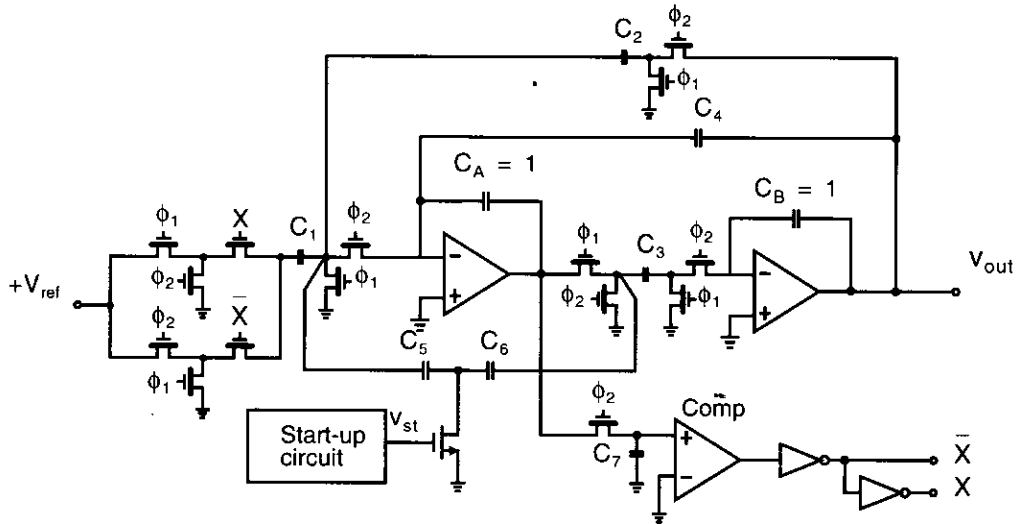 ϕ2
C2
ϕ1
C4
CA = 1
CB = 1
ϕ1
X
C1
ϕ2
ϕ1
C3
ϕ2
vout
+Vref
ϕ2
ϕ1
ϕ2
ϕ1
ϕ2
X̅
C5
C6
ϕ1
ϕ2
Comp
vst
Start-up
circuit
C7
X̅
X